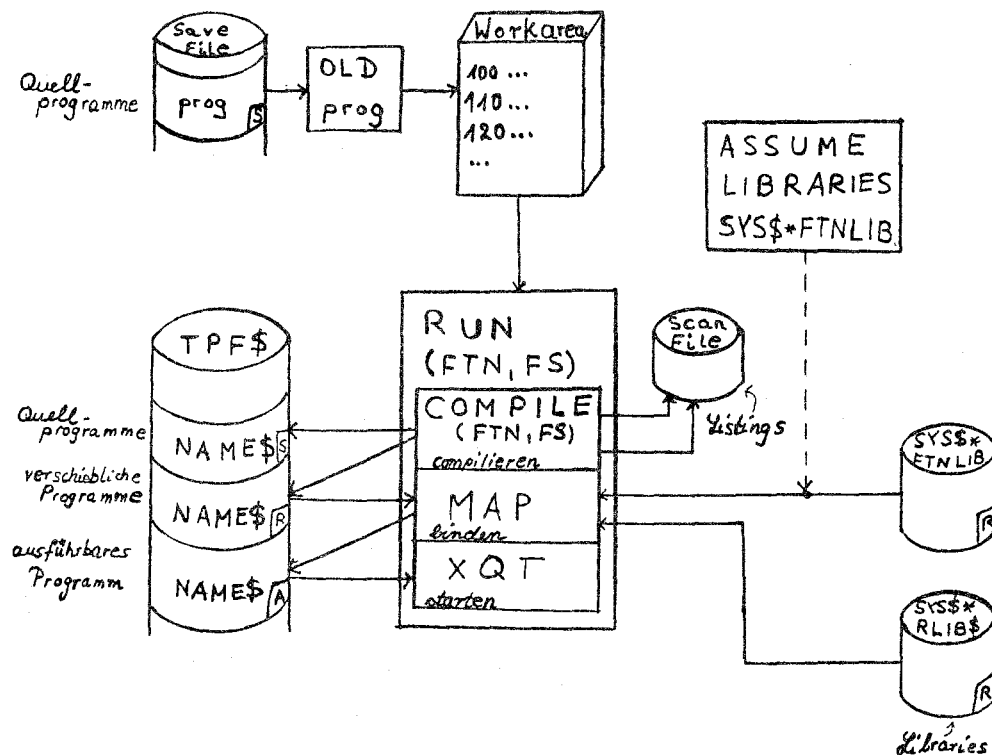 Save
File
prog
S
Quell-
programme
OLD
prog
Workarea
100 ...
110 ...
120 ...
...
ASSUME
LIBRARIES
SYS$*FTNLIB
RUN
(FTN, FS)
COMPILE
(FTN, FS)
compilieren
MAP
binden
XQT
starten
Scan
File
Listings
TPF$
Quell-
programme
NAME$
S
verschiebliche
Programme
NAME$
R
ausführbares
Programm
NAME$
A
SYS$*
FTNLIB
R
SYS$*
RLIB$
R
Libraries